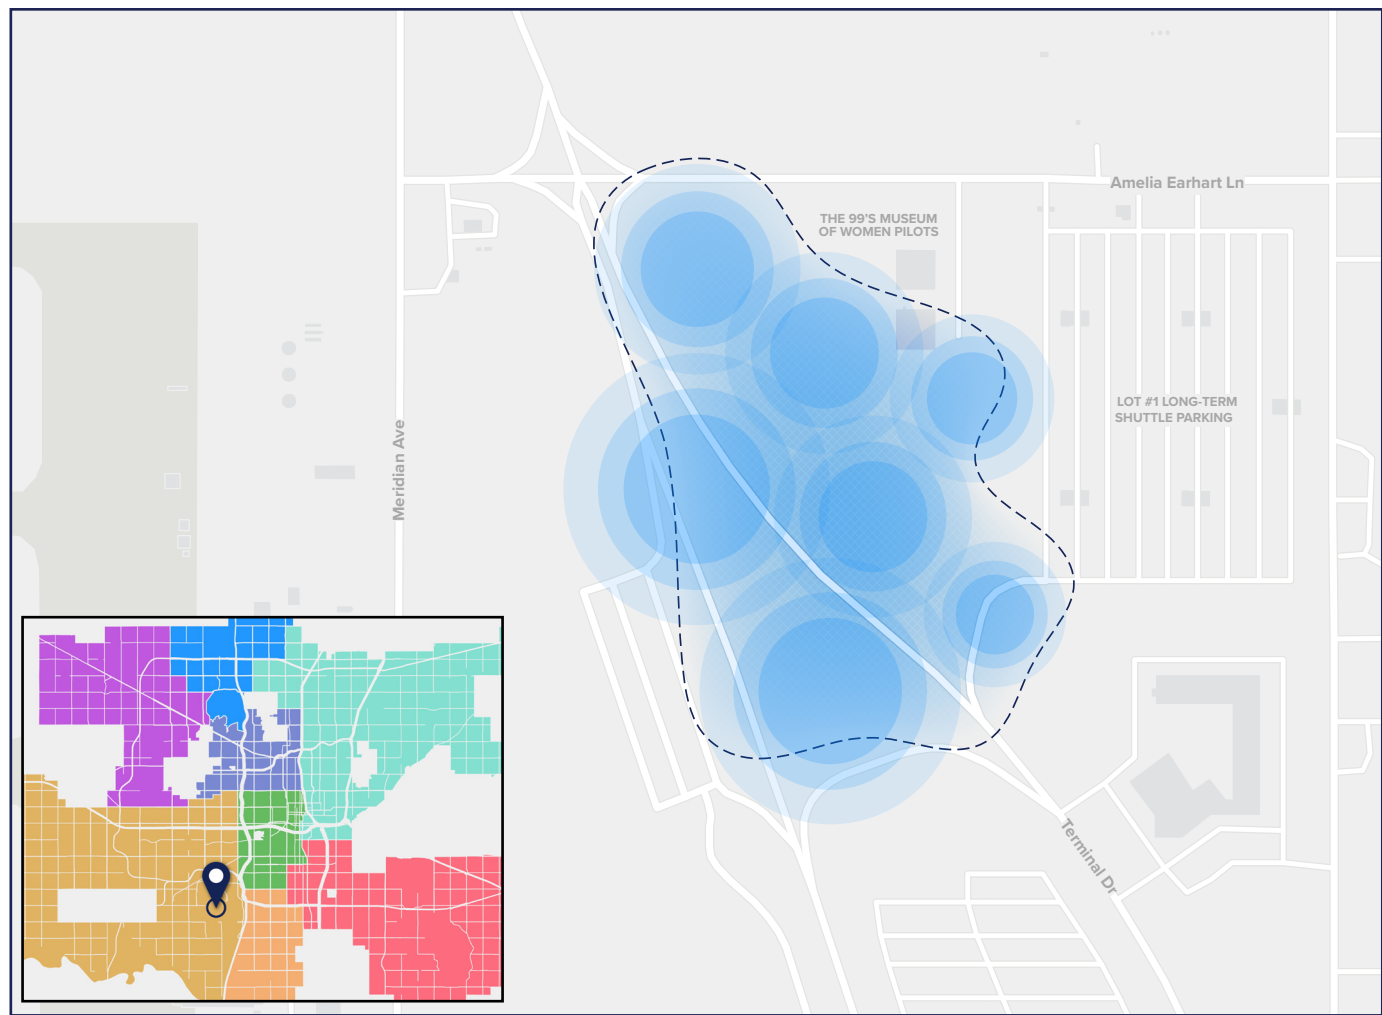 Amelia Earhart Ln
THE 99'S MUSEUM
OF WOMEN PILOTS
LOT #1 LONG-TERM
SHUTTLE PARKING
Meridian Ave
Terminal Dr